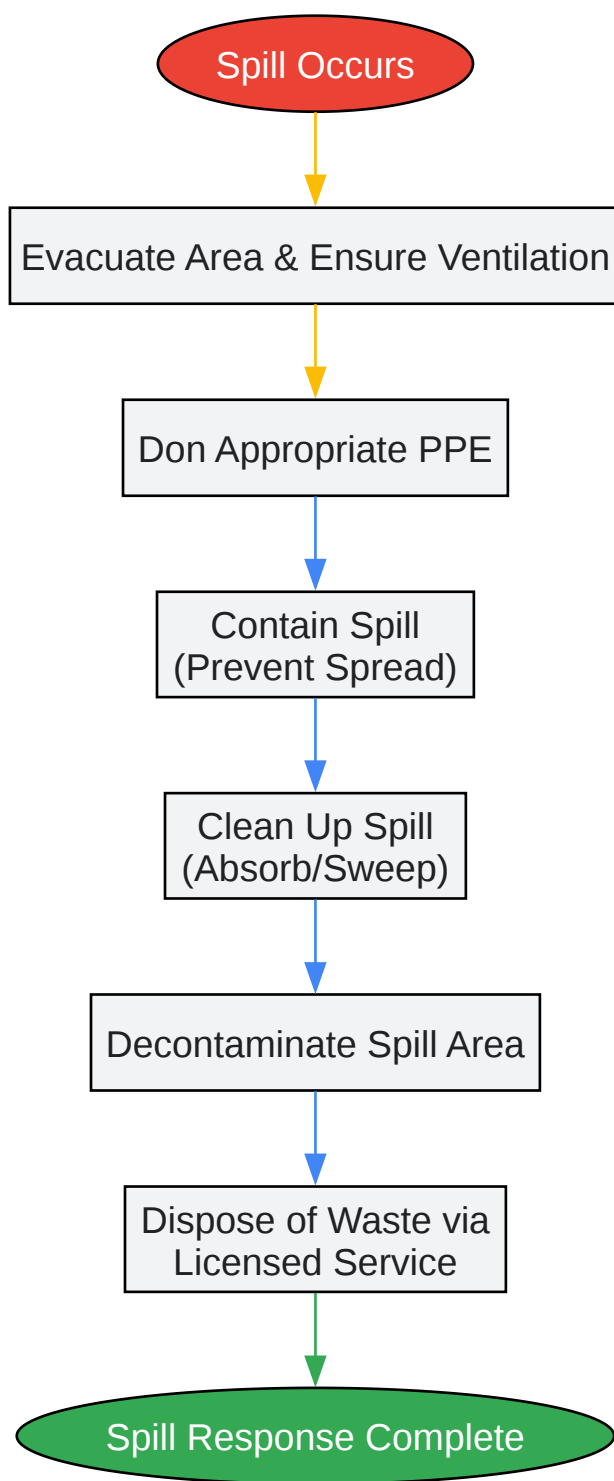 Spill Occurs
Evacuate Area & Ensure Ventilation
Don Appropriate PPE
Contain Spill
(Prevent Spread)
Clean Up Spill
(Absorb/Sweep)
Decontaminate Spill Area
Dispose of Waste via
Licensed Service
Spill Response Complete